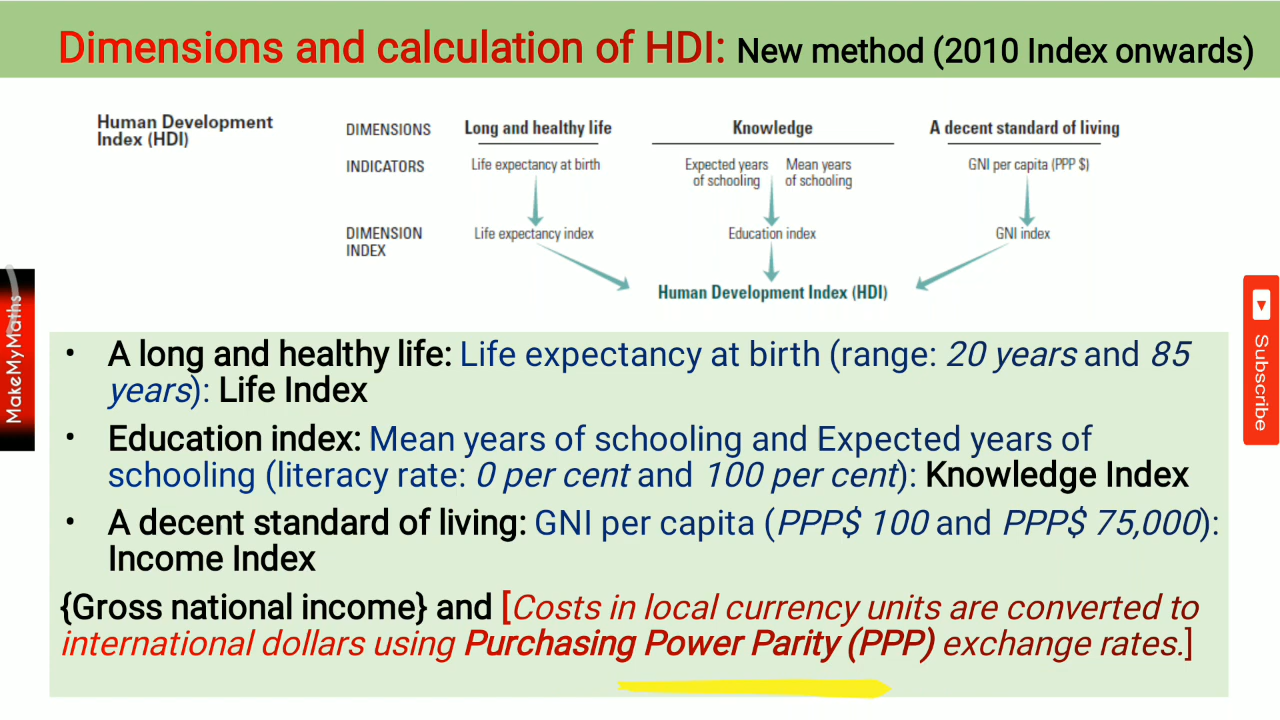 Dimensions and calculation of HDI: New method (2010 Index onwards)
Human Development
Index (HDI)
DIMENSIONS
Long and healthy life
Knowledge
A decent standard of living
INDICATORS
Life expectancy at birth
Expected years
of schooling
Mean years
of schooling
GNI per capita (PPP $)
DIMENSION
INDEX
Life expectancy index
Education index
GNI index
Human Development Index (HDI)
MakeMyMaths
Subscribe
• A long and healthy life: Life expectancy at birth (range: 20 years and 85
years): Life Index
• Education index: Mean years of schooling and Expected years of
schooling (literacy rate: 0 per cent and 100 per cent): Knowledge Index
• A decent standard of living: GNI per capita (PPP$ 100 and PPP$ 75,000):
Income Index
{Gross national income} and [Costs in local currency units are converted to
international dollars using Purchasing Power Parity (PPP) exchange rates.]